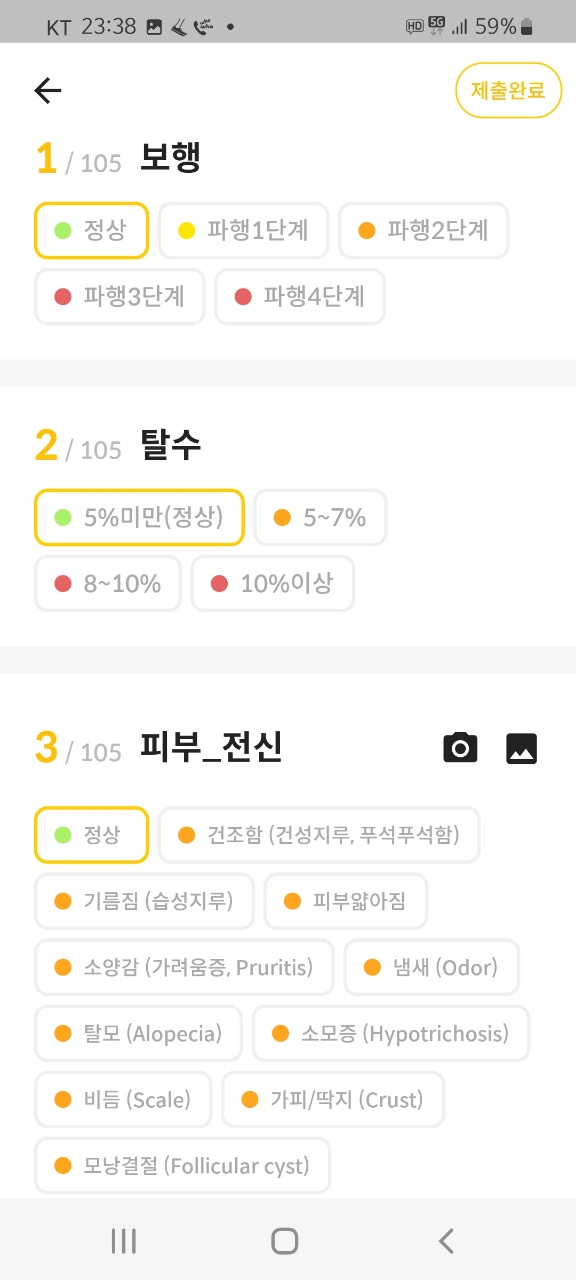 KT 23:38 HD 5G 59%
제출완료
1 / 105 보행
정상 파행1단계 파행2단계
파행3단계 파행4단계
2 / 105 탈수
5%미만(정상) 5~7%
8~10% 10%이상
3 / 105 피부_전신
정상 건조함 (건성지루, 푸석푸석함)
기름짐 (습성지루) 피부얇아짐
소양감 (가려움증, Pruritis) 냄새 (Odor)
탈모 (Alopecia) 소모증 (Hypotrichosis)
비듬 (Scale) 가피/딱지 (Crust)
모낭결절 (Follicular cyst)